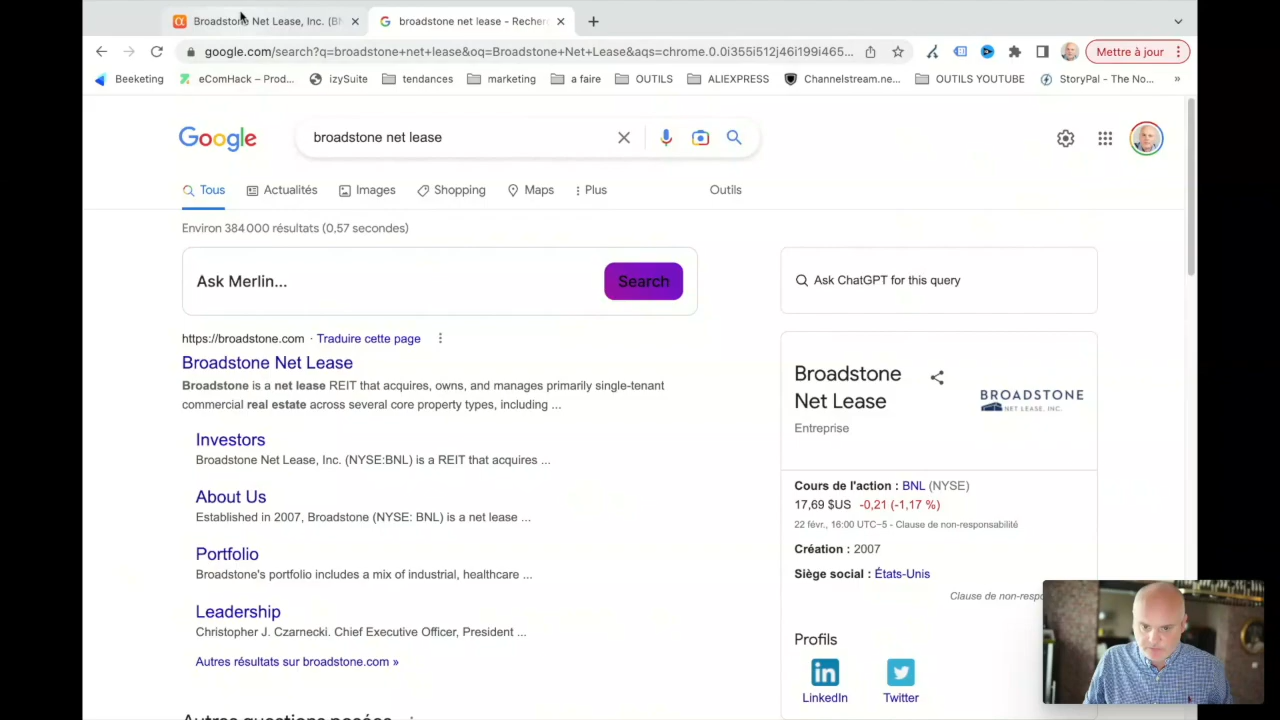 Broadstone Net Lease, Inc. (BN
broadstone net lease - Recher
google.com/search?q=broadstone+net+lease&oq=Broadstone+Net+Lease&aqs=chrome.0.0i355i512j46i199i465...
Mettre à jour
Beeketing
eComHack – Prod...
izySuite
tendances
marketing
a faire
OUTILS
ALIEXPRESS
Channelstream.ne...
OUTILS YOUTUBE
StoryPal - The No...
»
Google
broadstone net lease
Tous
Actualités
Images
Shopping
Maps
Plus
Outils
Environ 384 000 résultats (0,57 secondes)
Ask Merlin...
Search
Ask ChatGPT for this query
https://broadstone.com · Traduire cette page
Broadstone Net Lease
Broadstone is a net lease REIT that acquires, owns, and manages primarily single-tenant
commercial real estate across several core property types, including ...
Investors
Broadstone Net Lease, Inc. (NYSE:BNL) is a REIT that acquires ...
About Us
Established in 2007, Broadstone (NYSE: BNL) is a net lease ...
Portfolio
Broadstone's portfolio includes a mix of industrial, healthcare ...
Leadership
Christopher J. Czarnecki. Chief Executive Officer, President ...
Autres résultats sur broadstone.com »
Autres questions posées
Broadstone
Net Lease
Entreprise
BROADSTONE
NET LEASE, INC.
Cours de l'action : BNL (NYSE)
17,69 $US -0,21 (-1,17 %)
22 févr., 16:00 UTC−5 - Clause de non-responsabilité
Création : 2007
Siège social : États-Unis
Clause de non-respo
Profils
LinkedIn
Twitter